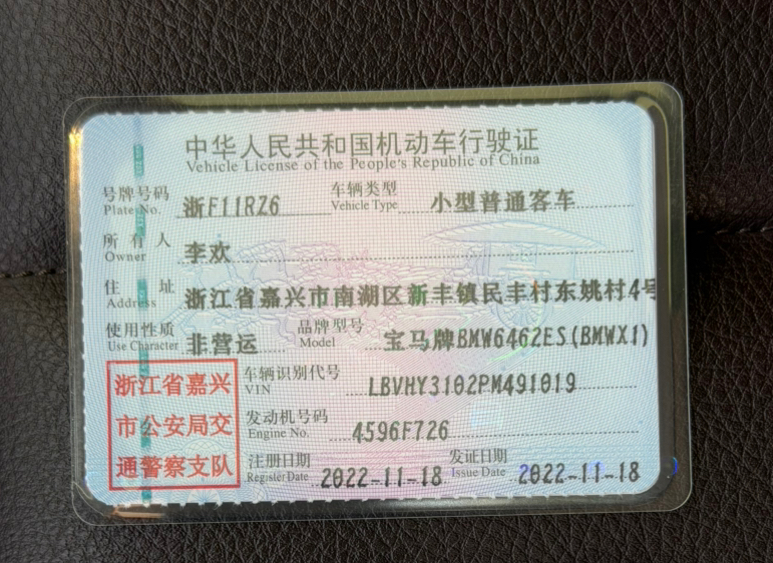 中华人民共和国机动车行驶证
Vehicle License of the People's Republic of China
号牌号码 浙F11RZ6 车辆类型 小型普通客车
Plate No. Vehicle Type
所有人 李欢
Owner
住址 浙江省嘉兴市南湖区新丰镇民丰村东姚村4号
Address
使用性质 非营运 品牌型号 宝马牌BMW6462ES(BMWX1)
Use Character Model
浙江省嘉兴
市公安局交
通警察支队
车辆识别代号 LBVHY3102PM491019
VIN
发动机号码 4596F726
Engine No.
注册日期 2022-11-18 发证日期 2022-11-18
Register Date Issue Date